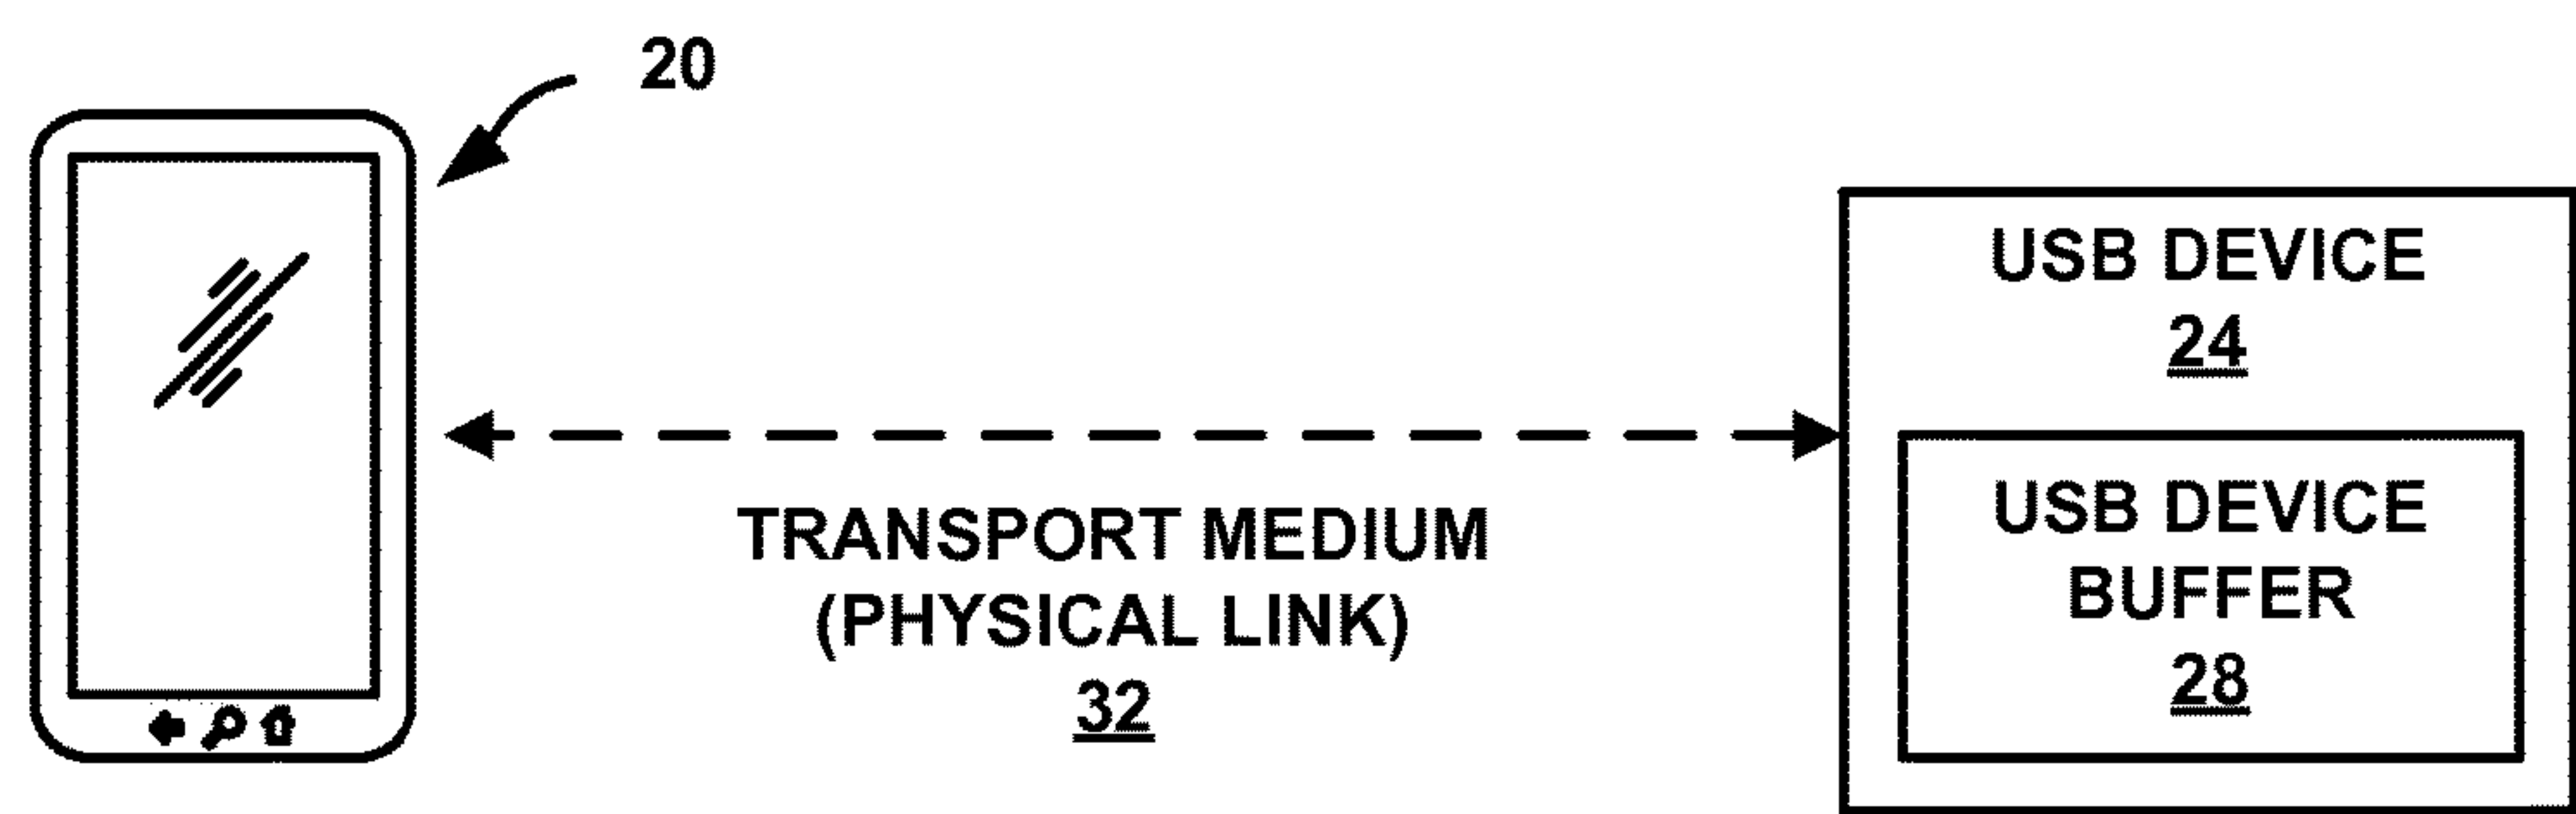 20
USB DEVICE
24
TRANSPORT MEDIUM
(PHYSICAL LINK)
32
USB DEVICE
BUFFER
28